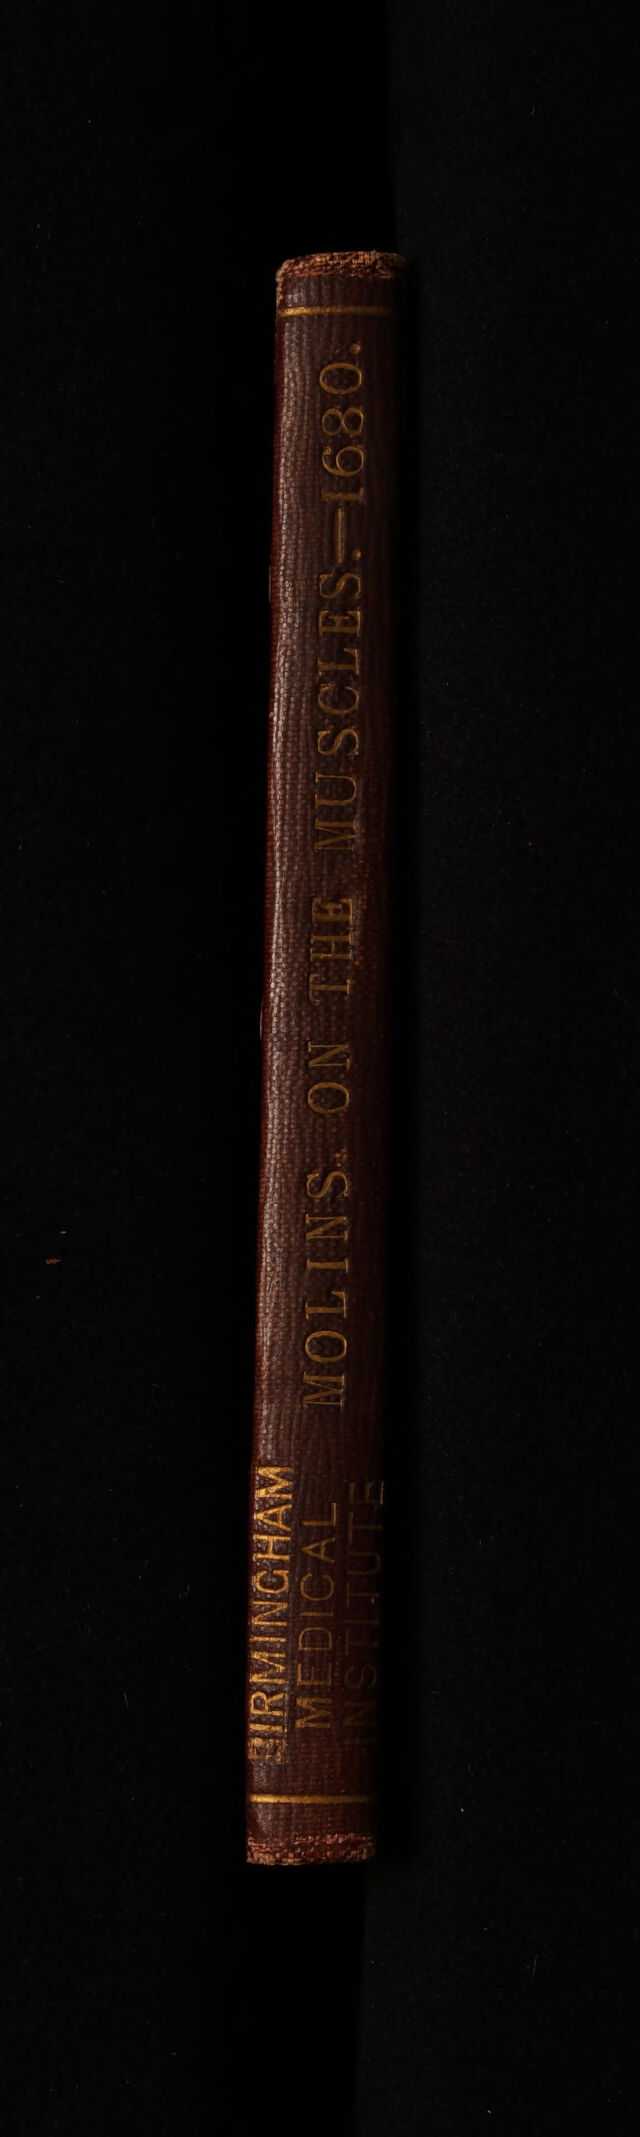 MOLINS. ON THE MUSCLES.—1680.
BIRMINGHAM
MEDICAL
INSTITUTE